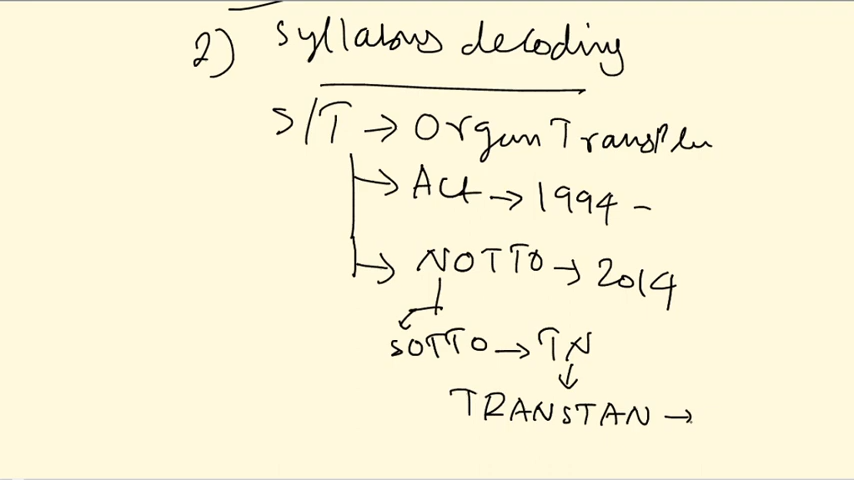 2) Syllabus decoding
S/T → Organ Transplan
→ Act → 1994 -
→ NOTTO → 2014
SOTTO → TN
↓
TRANSTAN →